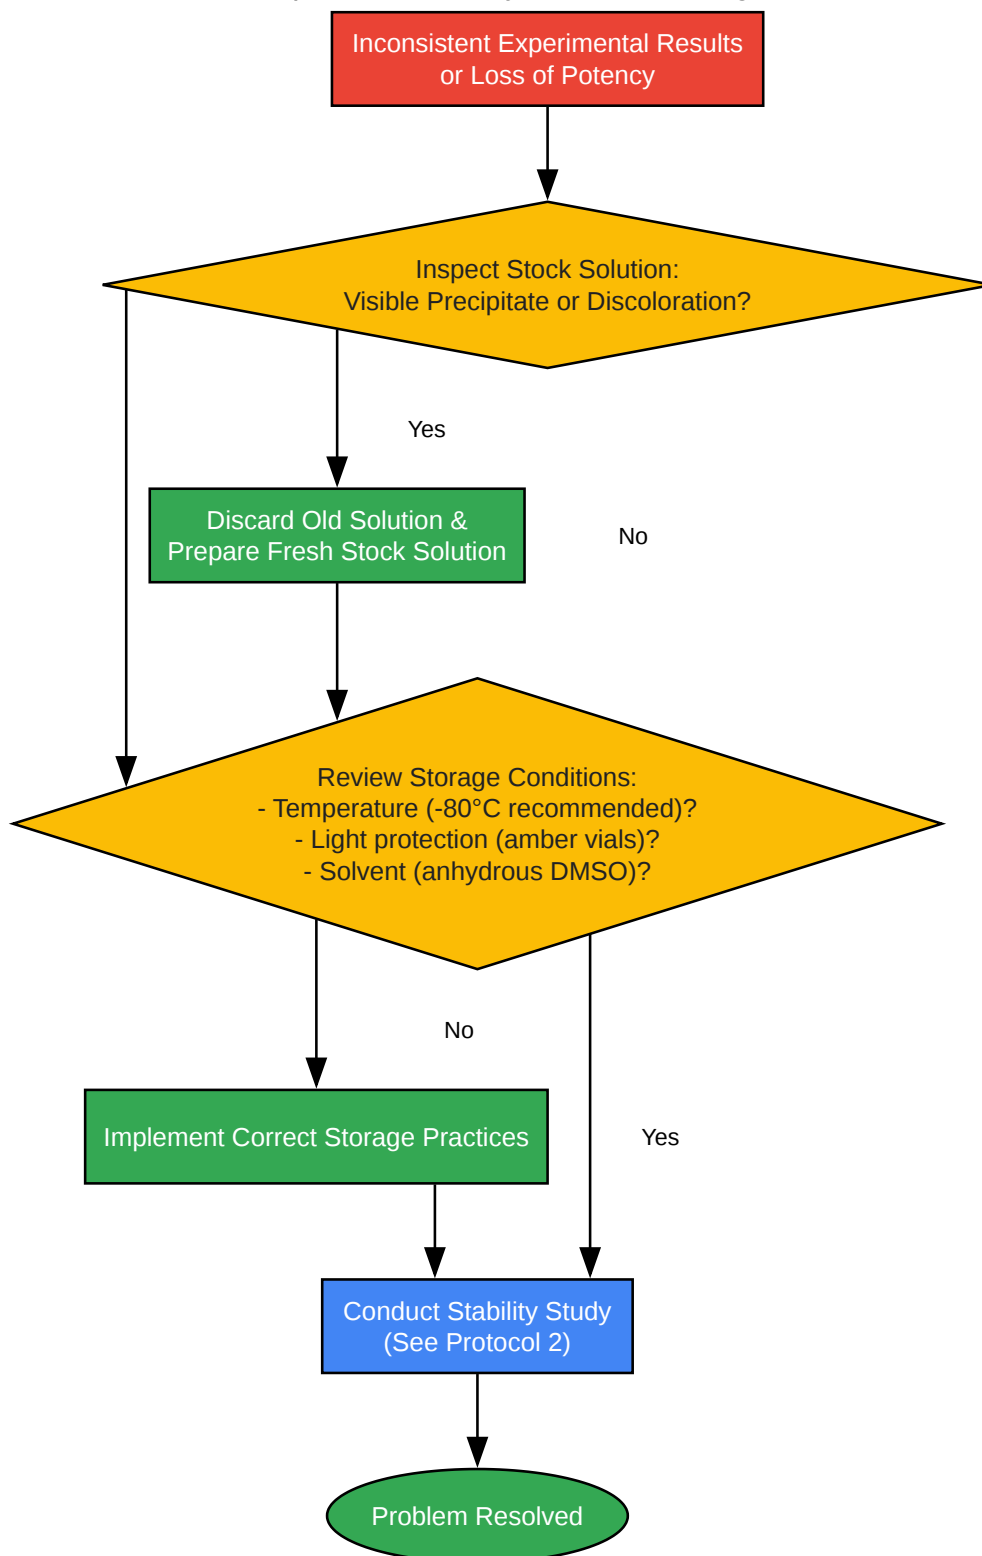 Inconsistent Experimental Results
or Loss of Potency
Inspect Stock Solution:
Visible Precipitate or Discoloration?
Yes
Discard Old Solution &
Prepare Fresh Stock Solution
No
Review Storage Conditions:
- Temperature (-80°C recommended)?
- Light protection (amber vials)?
- Solvent (anhydrous DMSO)?
No
Implement Correct Storage Practices
Yes
Conduct Stability Study
(See Protocol 2)
Problem Resolved